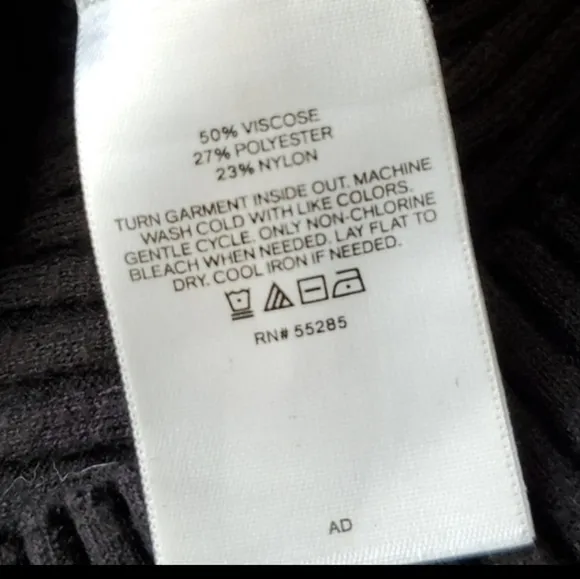 50% VISCOSE
27% POLYESTER
23% NYLON
TURN GARMENT INSIDE OUT. MACHINE
WASH COLD WITH LIKE COLORS.
GENTLE CYCLE. ONLY NON-CHLORINE
BLEACH WHEN NEEDED. LAY FLAT TO
DRY. COOL IRON IF NEEDED.
RN# 55285
AD